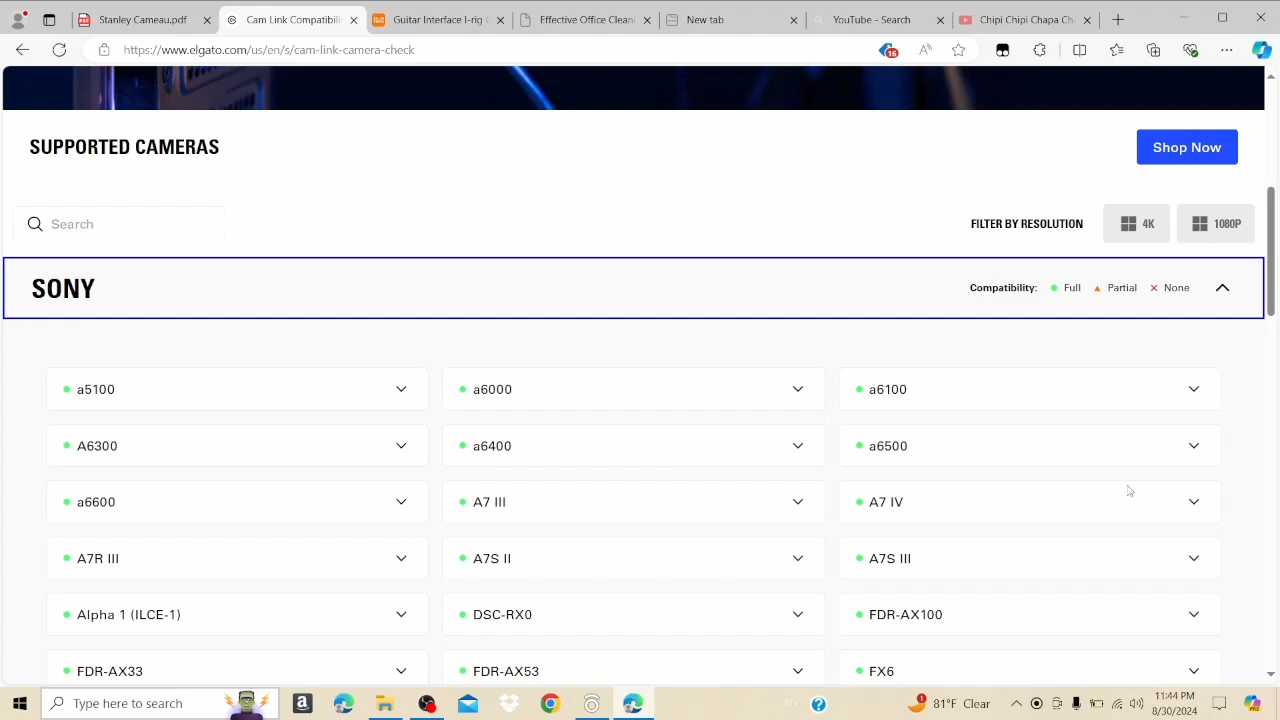 Stanley Cameau.pdf
Cam Link Compatibili
Guitar Interface I-rig
Effective Office Cleani
New tab
YouTube - Search
Chipi Chipi Chapa Ch
https://www.elgato.com/us/en/s/cam-link-camera-check
16
SUPPORTED CAMERAS
Shop Now
Search
FILTER BY RESOLUTION
4K
1080P
SONY
Compatibility: Full Partial None
a5100
a6000
a6100
A6300
a6400
a6500
a6600
A7 III
A7 IV
A7R III
A7S II
A7S III
Alpha 1 (ILCE-1)
DSC-RX0
FDR-AX100
FDR-AX33
FDR-AX53
FX6
Type here to search
81°F Clear
11:44 PM
8/30/2024